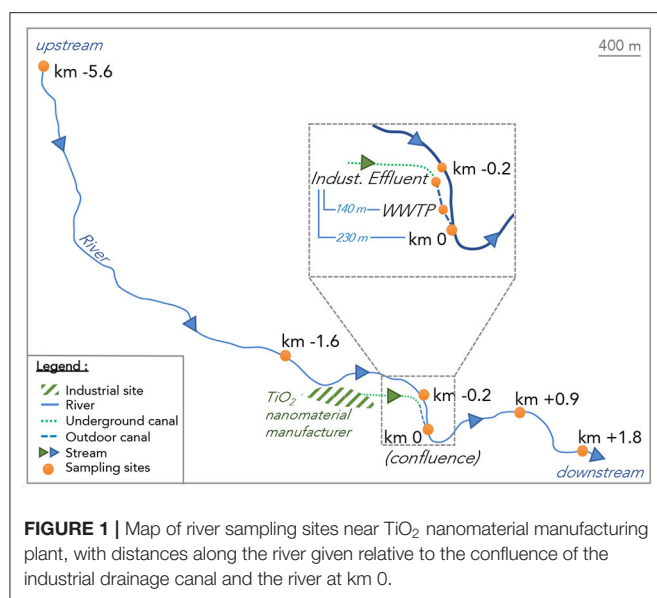 upstream
400 m
km -5.6
River
km -0.2
Indust. Effluent
140 m
WWTP
230 m
km 0
km -1.6
Legend :
Industrial site
River
Underground canal
Outdoor canal
Stream
Sampling sites
TiO₂
nanomaterial
manufacturer
km -0.2
km 0
(confluence)
km +0.9
km +1.8
downstream
FIGURE 1 | Map of river sampling sites near TiO₂ nanomaterial manufacturing
plant, with distances along the river given relative to the confluence of the
industrial drainage canal and the river at km 0.